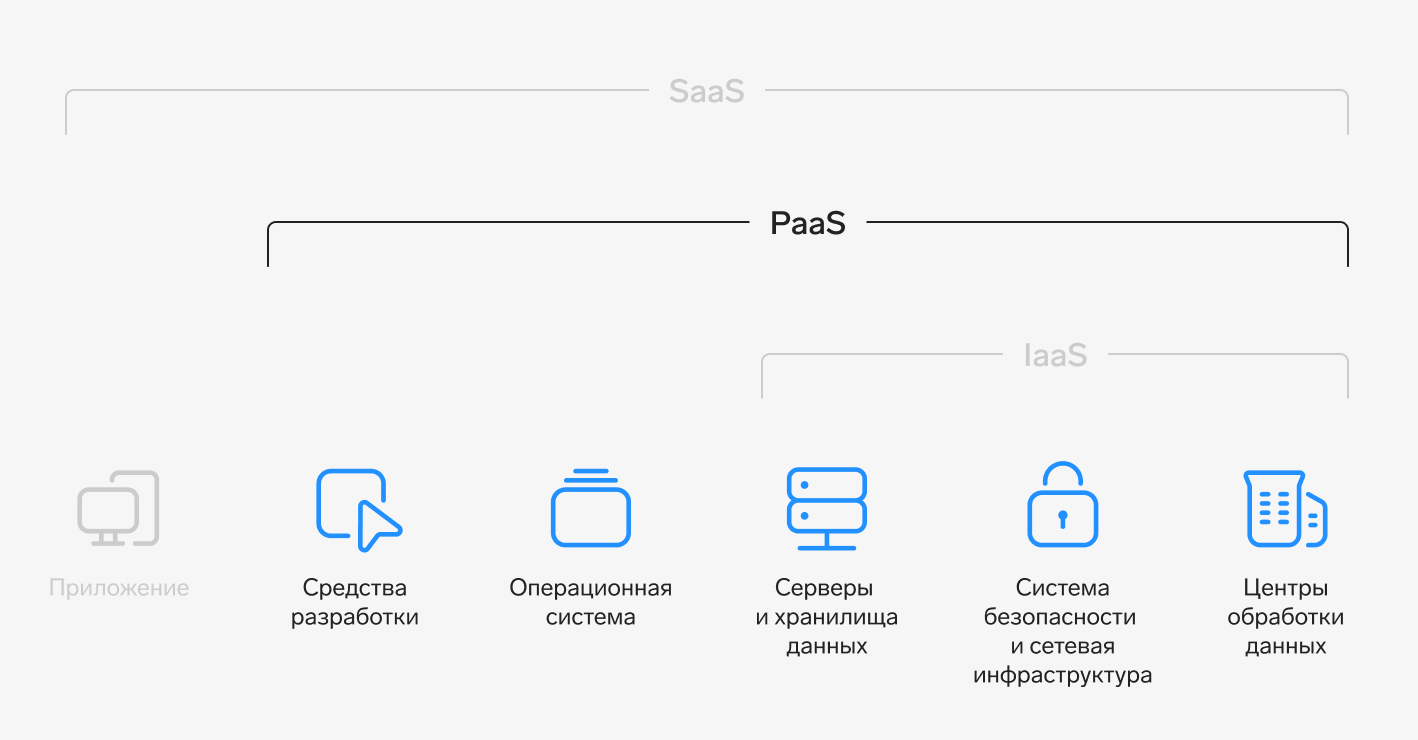 SaaS
PaaS
IaaS
Приложение
Средства
разработки
Операционная
система
Серверы
и хранилища
данных
Система
безопасности
и сетевая
инфраструктура
Центры
обработки
данных